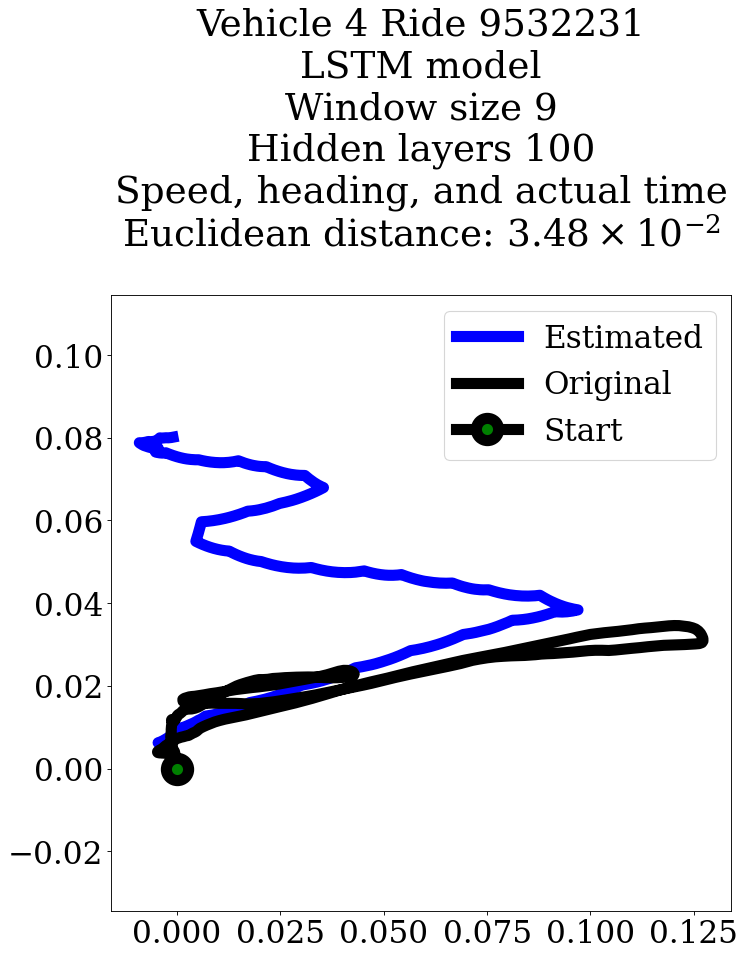 Vehicle 4 Ride 9532231
LSTM model
Window size 9
Hidden layers 100
Speed, heading, and actual time
Euclidean distance: 3.48 × 10⁻²
Estimated
Original
Start
0.10
0.08
0.06
0.04
0.02
0.00
−0.02
0.000 0.025 0.050 0.075 0.100 0.125